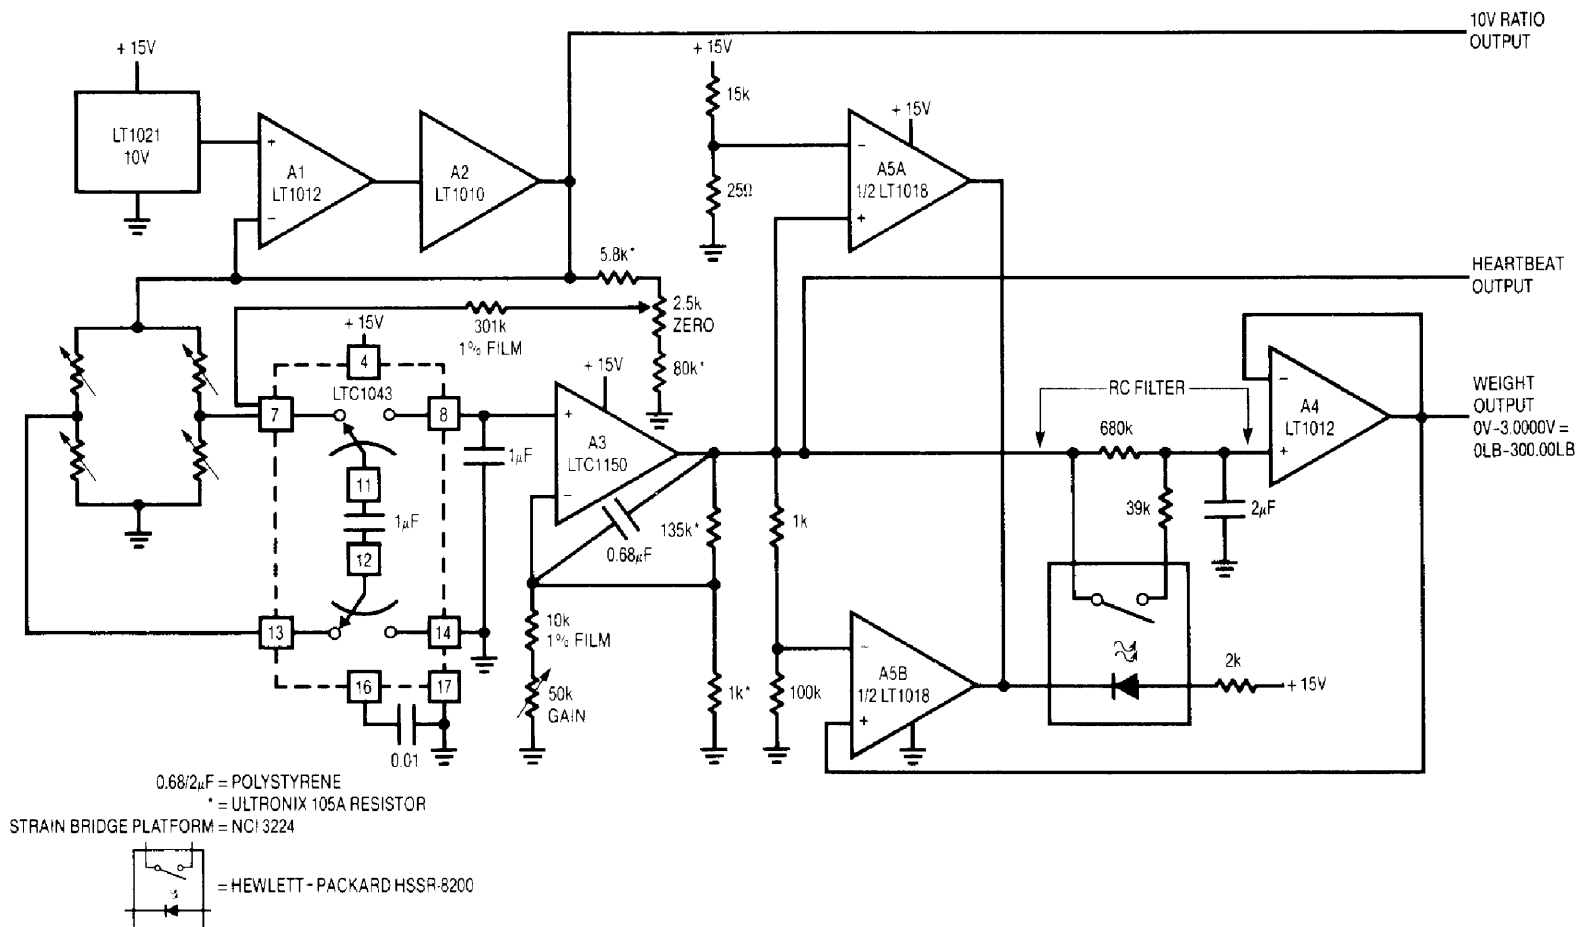 10V RATIO
OUTPUT
+ 15V
+ 15V
LT1021
10V
+
−
A1
LT1012
A2
LT1010
15k
25Ω
+ 15V
−
+
A5A
1/2 LT1018
5.8k*
2.5k
ZERO
80k*
301k
1% FILM
HEARTBEAT
OUTPUT
+ 15V
4
LTC1043
7
8
11
1µF
12
13
14
16
17
0.01
1µF
+ 15V
+
−
A3
LTC1150
0.68µF
135k*
1k*
10k
1% FILM
50k
GAIN
1k
100k
−
+
A5B
1/2 LT1018
RC FILTER
680k
39k
2µF
2k
+ 15V
−
+
A4
LT1012
WEIGHT
OUTPUT
0V–3.0000V =
0LB–300.00LB
0.68/2µF = POLYSTYRENE
* = ULTRONIX 105A RESISTOR
STRAIN BRIDGE PLATFORM = NCI 3224
= HEWLETT - PACKARD HSSR-8200